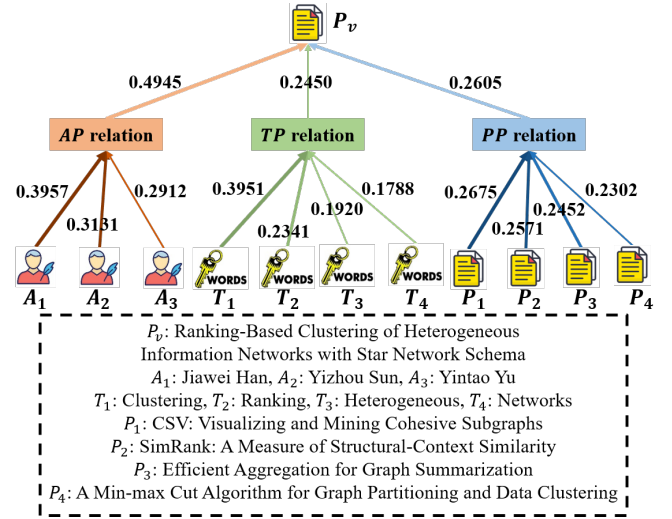 P_v
0.4945
0.2450
0.2605
AP relation
TP relation
PP relation
0.3957
0.3131
0.2912
0.3951
0.2341
0.1920
0.1788
0.2675
0.2571
0.2452
0.2302
WORDS
WORDS
WORDS
WORDS
A_1
A_2
A_3
T_1
T_2
T_3
T_4
P_1
P_2
P_3
P_4
P_v: Ranking-Based Clustering of Heterogeneous
Information Networks with Star Network Schema
A_1: Jiawei Han, A_2: Yizhou Sun, A_3: Yintao Yu
T_1: Clustering, T_2: Ranking, T_3: Heterogeneous, T_4: Networks
P_1: CSV: Visualizing and Mining Cohesive Subgraphs
P_2: SimRank: A Measure of Structural-Context Similarity
P_3: Efficient Aggregation for Graph Summarization
P_4: A Min-max Cut Algorithm for Graph Partitioning and Data Clustering